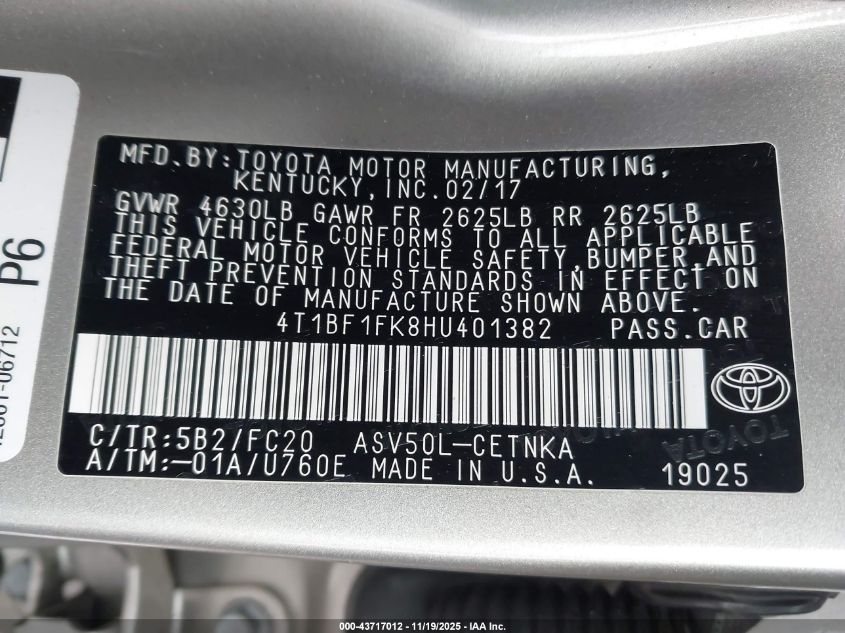 MFD.BY:TOYOTA MOTOR MANUFACTURING,
KENTUCKY,INC.02/17
GVWR 4630LB GAWR FR 2625LB RR 2625LB
THIS VEHICLE CONFORMS TO ALL APPLICABLE
FEDERAL MOTOR VEHICLE SAFETY,BUMPER,AND
THEFT PREVENTION STANDARDS IN EFFECT ON
THE DATE OF MANUFACTURE SHOWN ABOVE.
4T1BF1FK8HU401382 PASS.CAR
C/TR:5B2/FC20 ASV50L-CETNKA
A/TM:-01A/U760E MADE IN U.S.A. 19025
TOYOTA
P6
06712
000-43717012 - 11/19/2025 - IAA Inc.